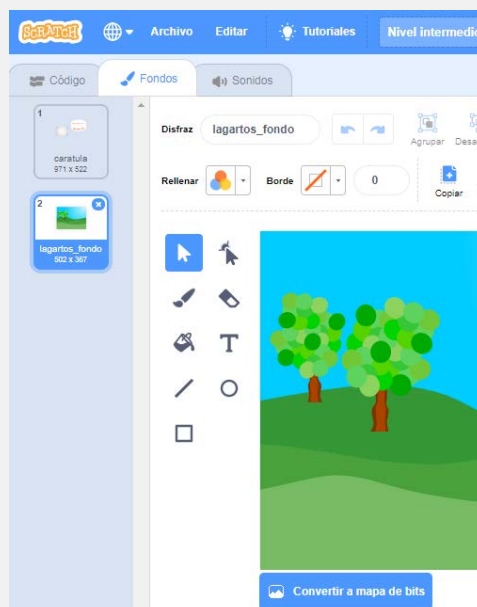 SCRATCH Archivo Editar Tutoriales Nivel intermedio
Código Fondos Sonidos
1
caratula
971 x 522
2
lagartos_fondo
502 x 367
Disfraz lagartos_fondo
Agrupar
Rellenar Borde 0
Copiar
T
Convertir a mapa de bits